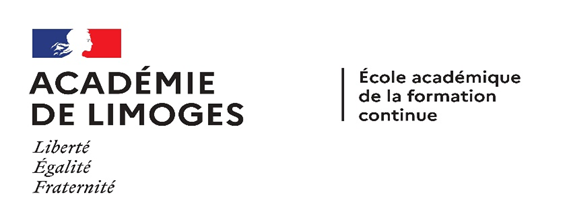 ACADÉMIE
DE LIMOGES
Liberté
Égalité
Fraternité
École académique
de la formation
continue